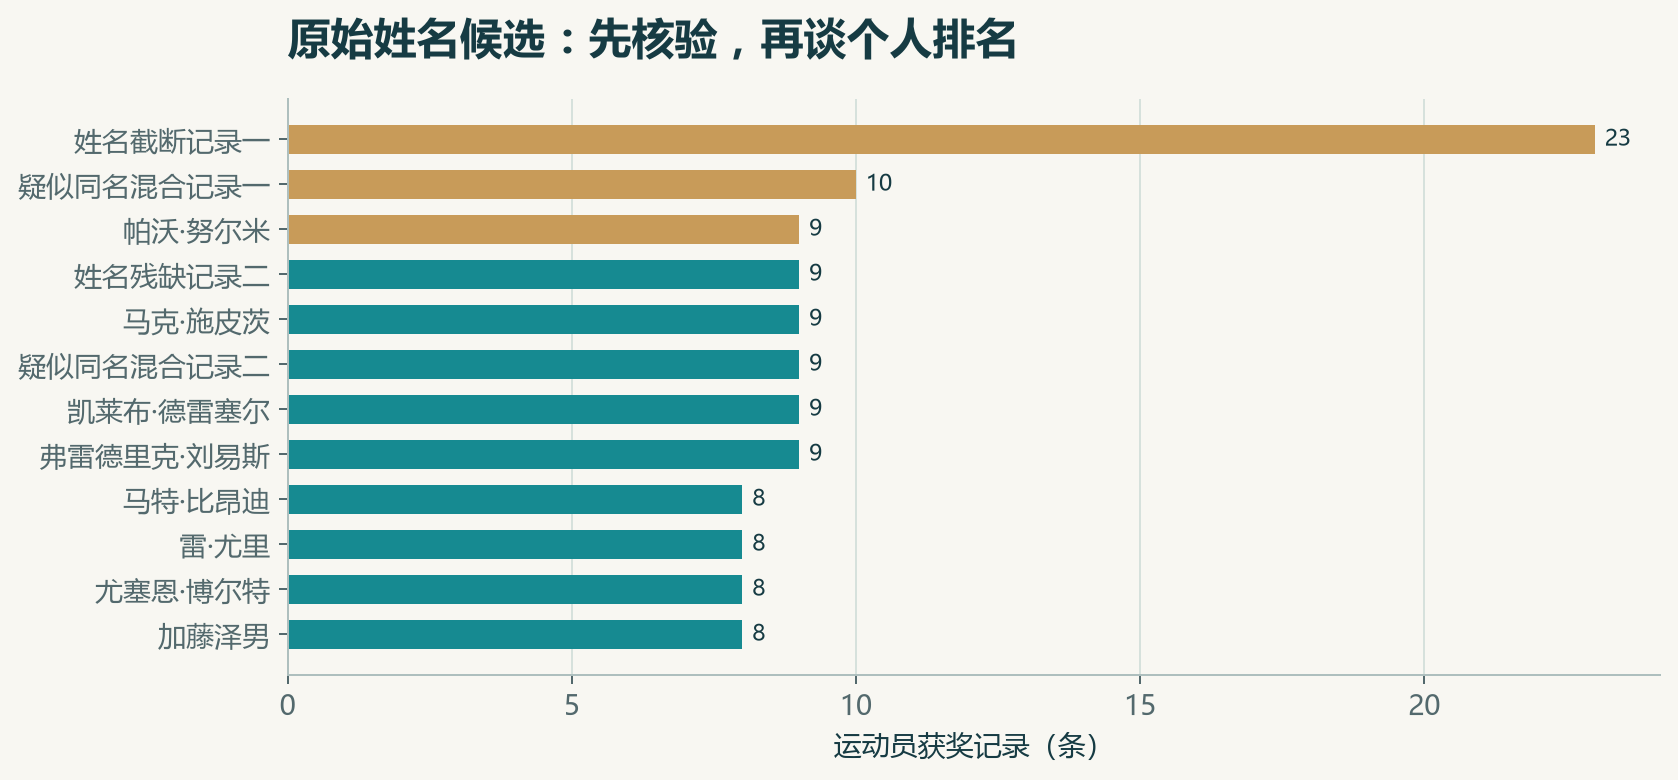 原始姓名候选：先核验，再谈个人排名
姓名截断记录一 23
疑似同名混合记录一 10
帕沃·努尔米 9
姓名残缺记录二 9
马克·施皮茨 9
疑似同名混合记录二 9
凯莱布·德雷塞尔 9
弗雷德里克·刘易斯 9
马特·比昂迪 8
雷·尤里 8
尤塞恩·博尔特 8
加藤泽男 8
0 5 10 15 20
运动员获奖记录（条）